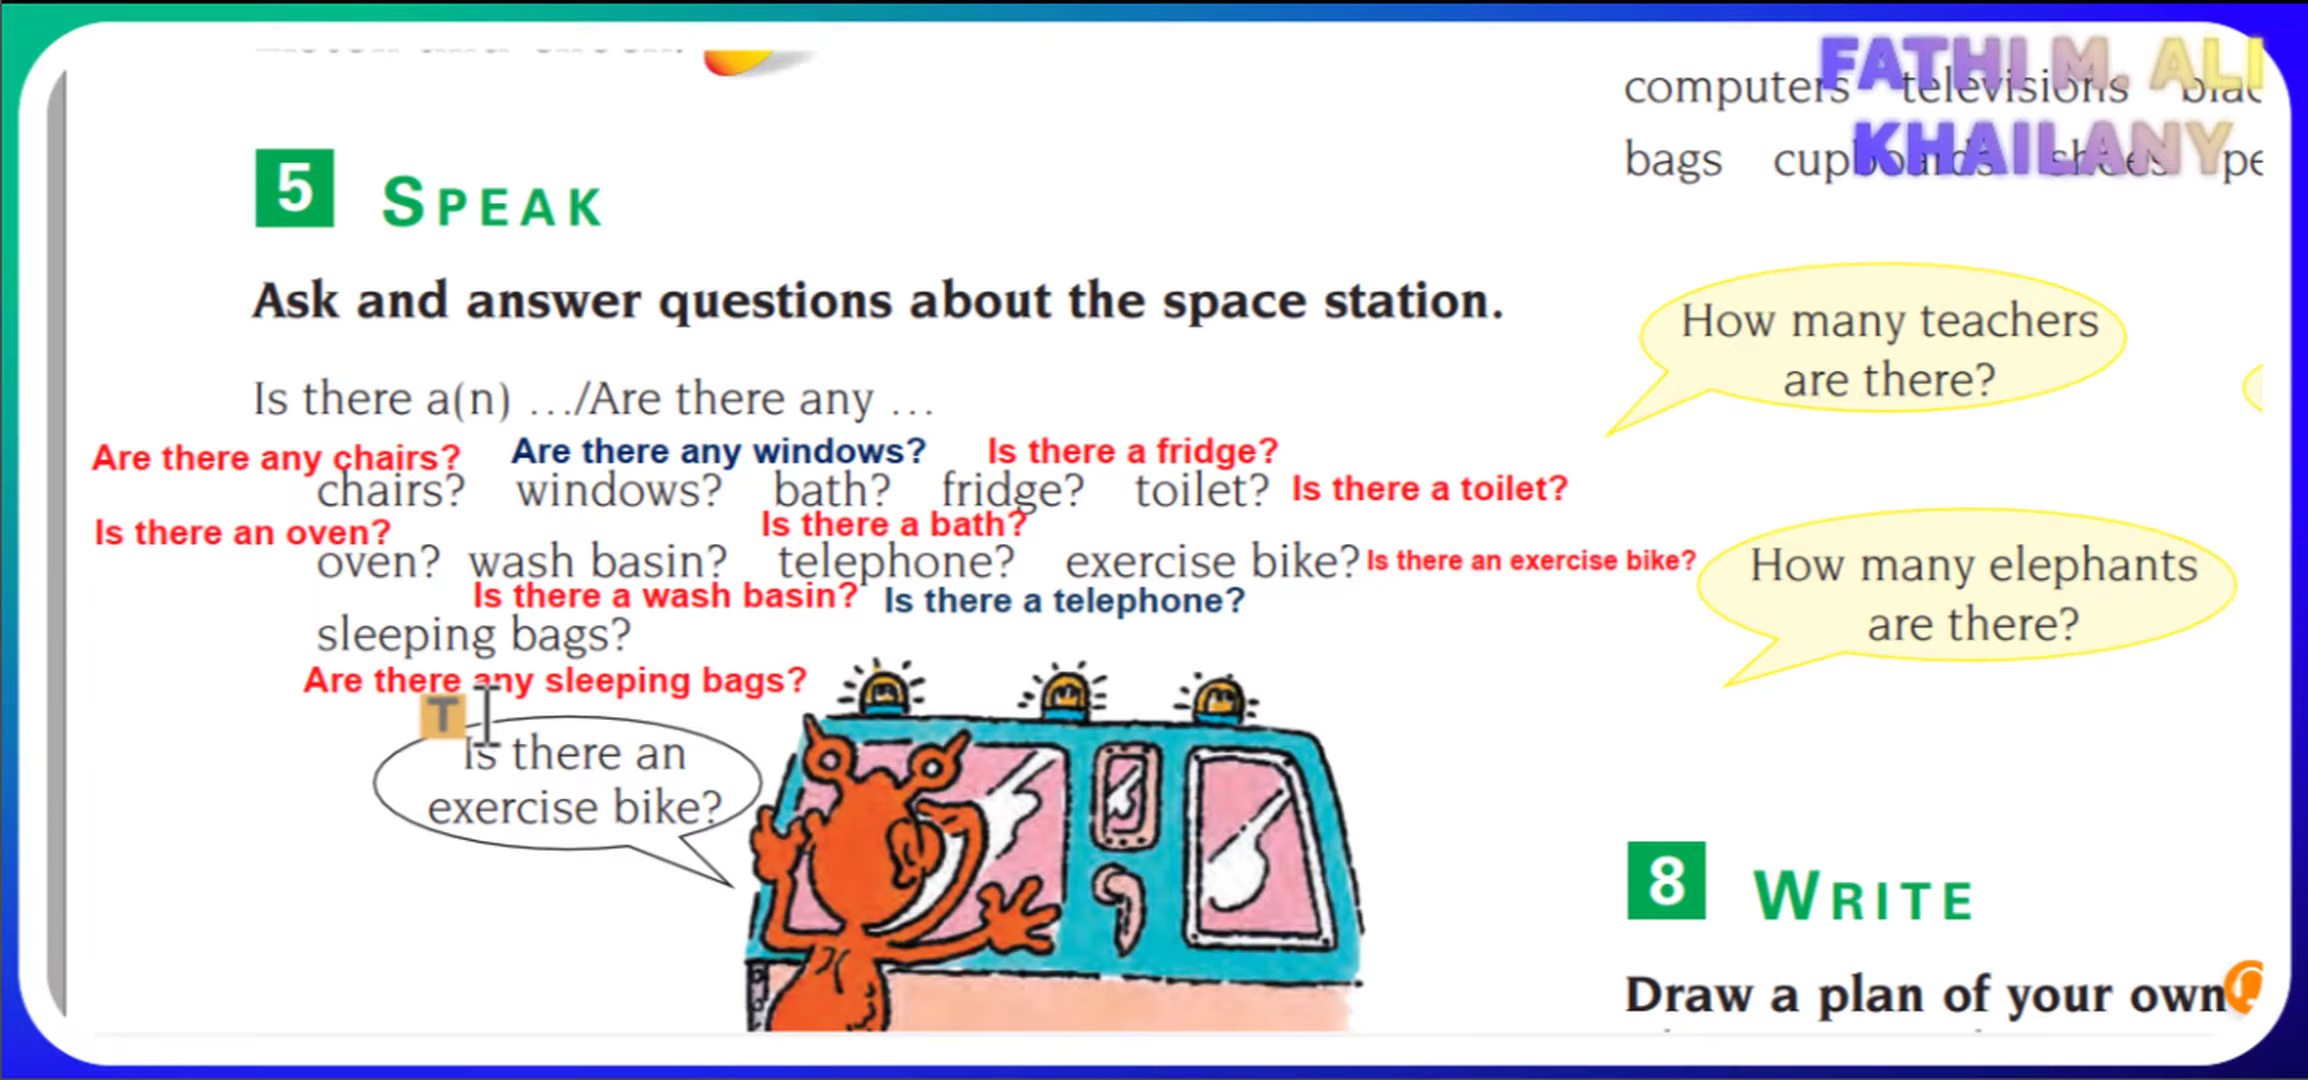 FATHI M. ALI
KHAILANY
5 SPEAK
Ask and answer questions about the space station.
Is there a(n) .../Are there any ...
Are there any chairs? Are there any windows? Is there a fridge?
chairs? windows? bath? fridge? toilet? Is there a toilet?
Is there an oven? Is there a bath?
oven? wash basin? telephone? exercise bike? Is there an exercise bike?
Is there a wash basin? Is there a telephone?
sleeping bags?
Are there any sleeping bags?
T
Is there an
exercise bike?
computers televisions
bags cupboards shoes
How many teachers
are there?
How many elephants
are there?
8 WRITE
Draw a plan of your own